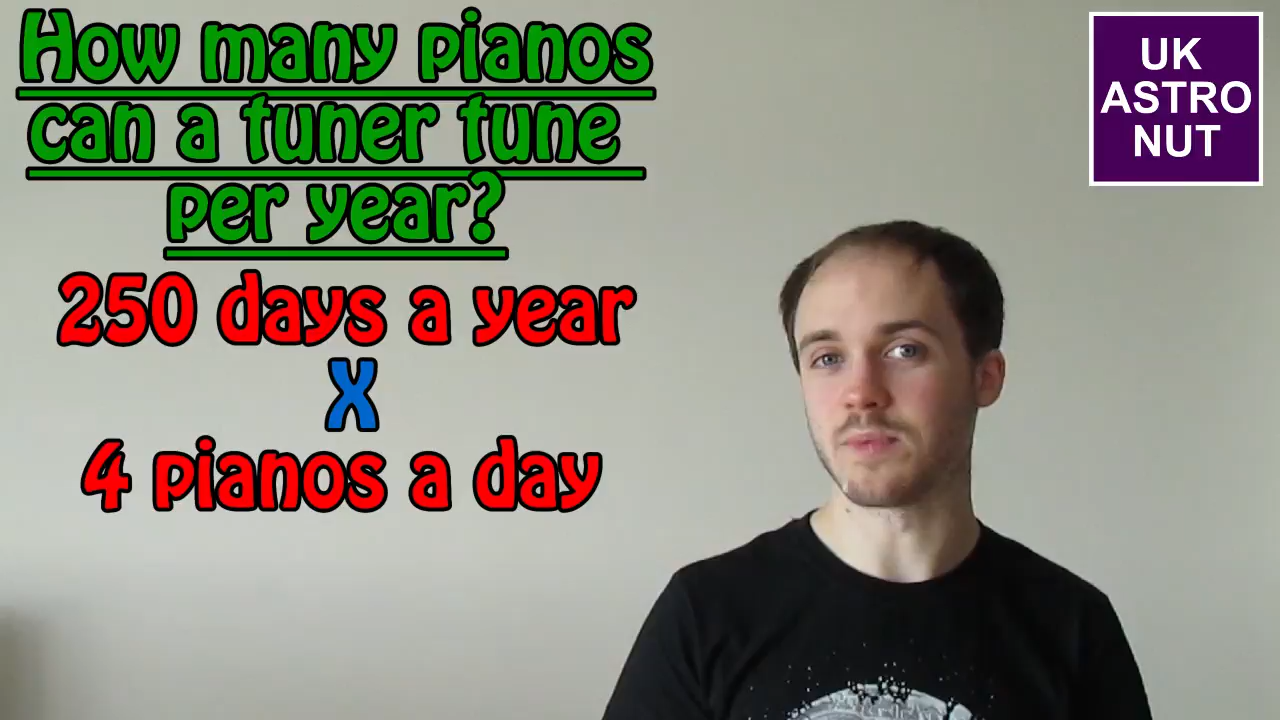 How many pianos
can a tuner tune
per year?
250 days a year
X
4 pianos a day
UK
ASTRO
NUT